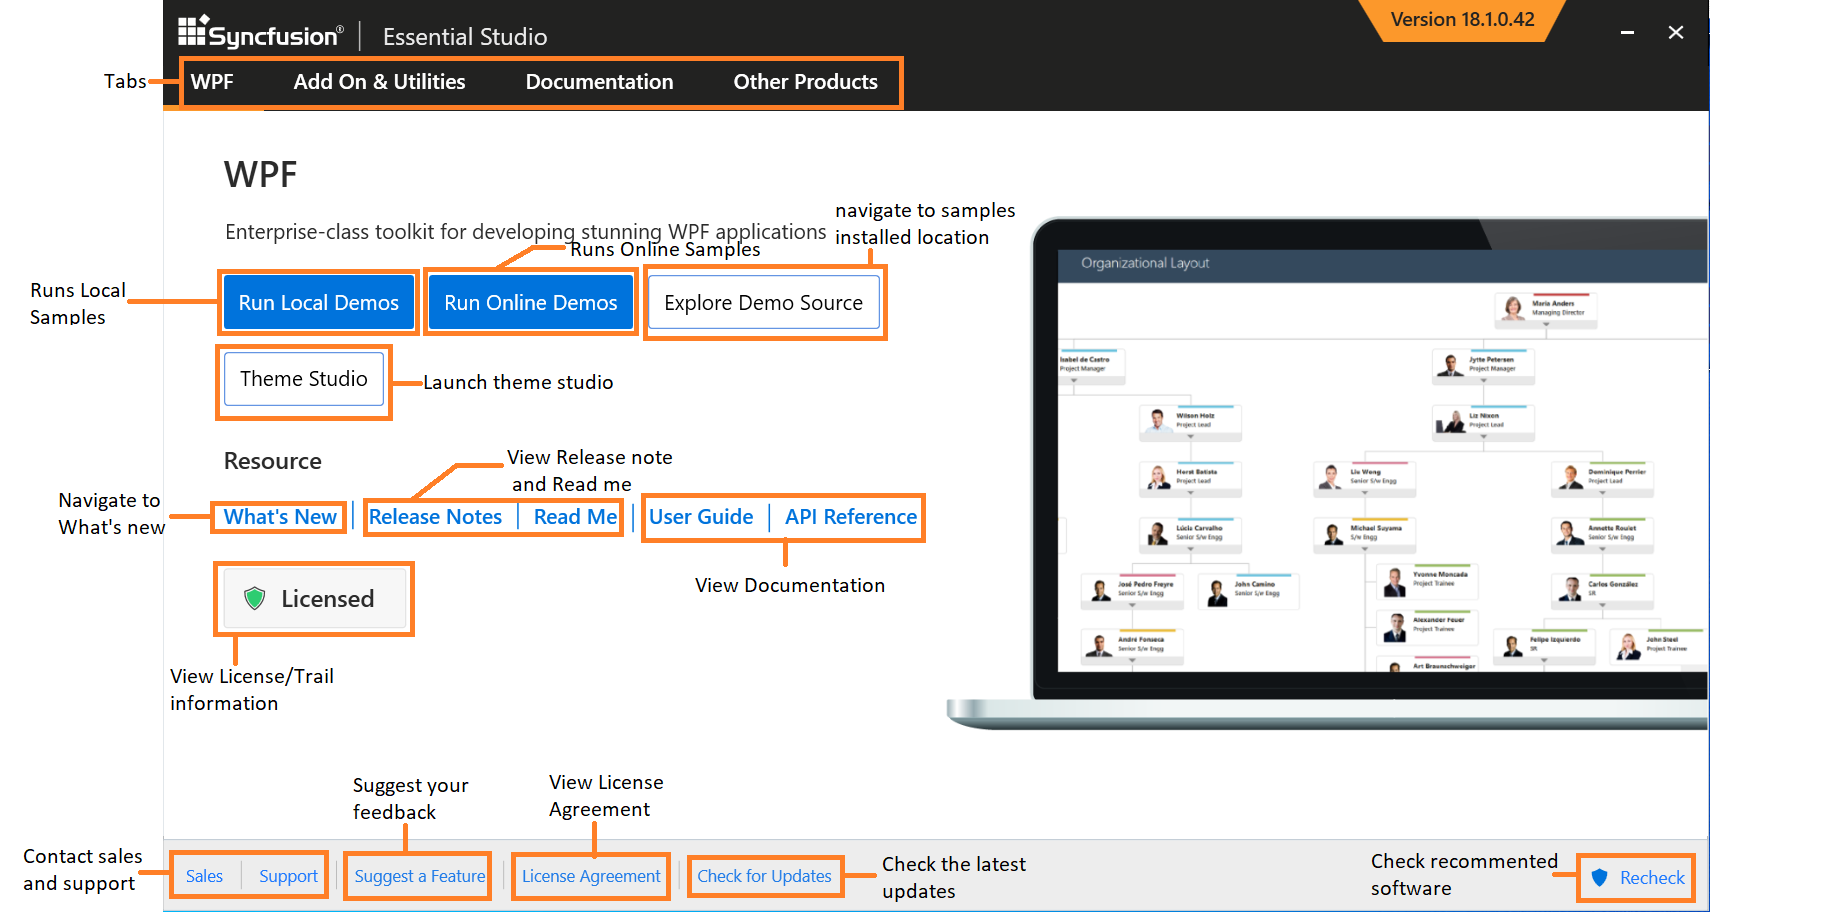 Version 18.1.0.42
Syncfusion® | Essential Studio
Tabs
WPF Add On & Utilities Documentation Other Products
WPF
navigate to samples
installed location
Enterprise-class toolkit for developing stunning WPF applications
Runs Online Samples
Runs Local
Samples
Run Local Demos Run Online Demos Explore Demo Source
Theme Studio
Launch theme studio
Resource
View Release note
and Read me
Navigate to
What's new
What's New | Release Notes | Read Me | User Guide | API Reference
View Documentation
Licensed
View License/Trail
information
Organizational Layout
Maria Anders
Managing Director
Isabel de Castro
Project Manager
Jytte Petersen
Project Manager
Wilson Holz
Project Lead
Liz Nixon
Project Lead
Horst Batista
Project Lead
Liu Wong
Senior S/w Engg
Dominique Perrier
Project Lead
Lúcia Carvalho
Senior S/w Engg
Michael Suyama
S/w Engg
Annette Roulet
Senior S/w Engg
José Pedro Freyre
Senior S/w Engg
John Camino
Senior S/w Engg
Yvonne Moncada
Project Trainee
Carlos González
SR
Alexander Feuer
Project Trainee
André Fonseca
Senior S/w Engg
Felipe Izquierdo
SR
John Steel
Project Trainee
Art Braunschweiger
Suggest your
feedback
View License
Agreement
Contact sales
and support
Sales Support Suggest a Feature License Agreement Check for Updates
Check the latest
updates
Check recommented
software
Recheck